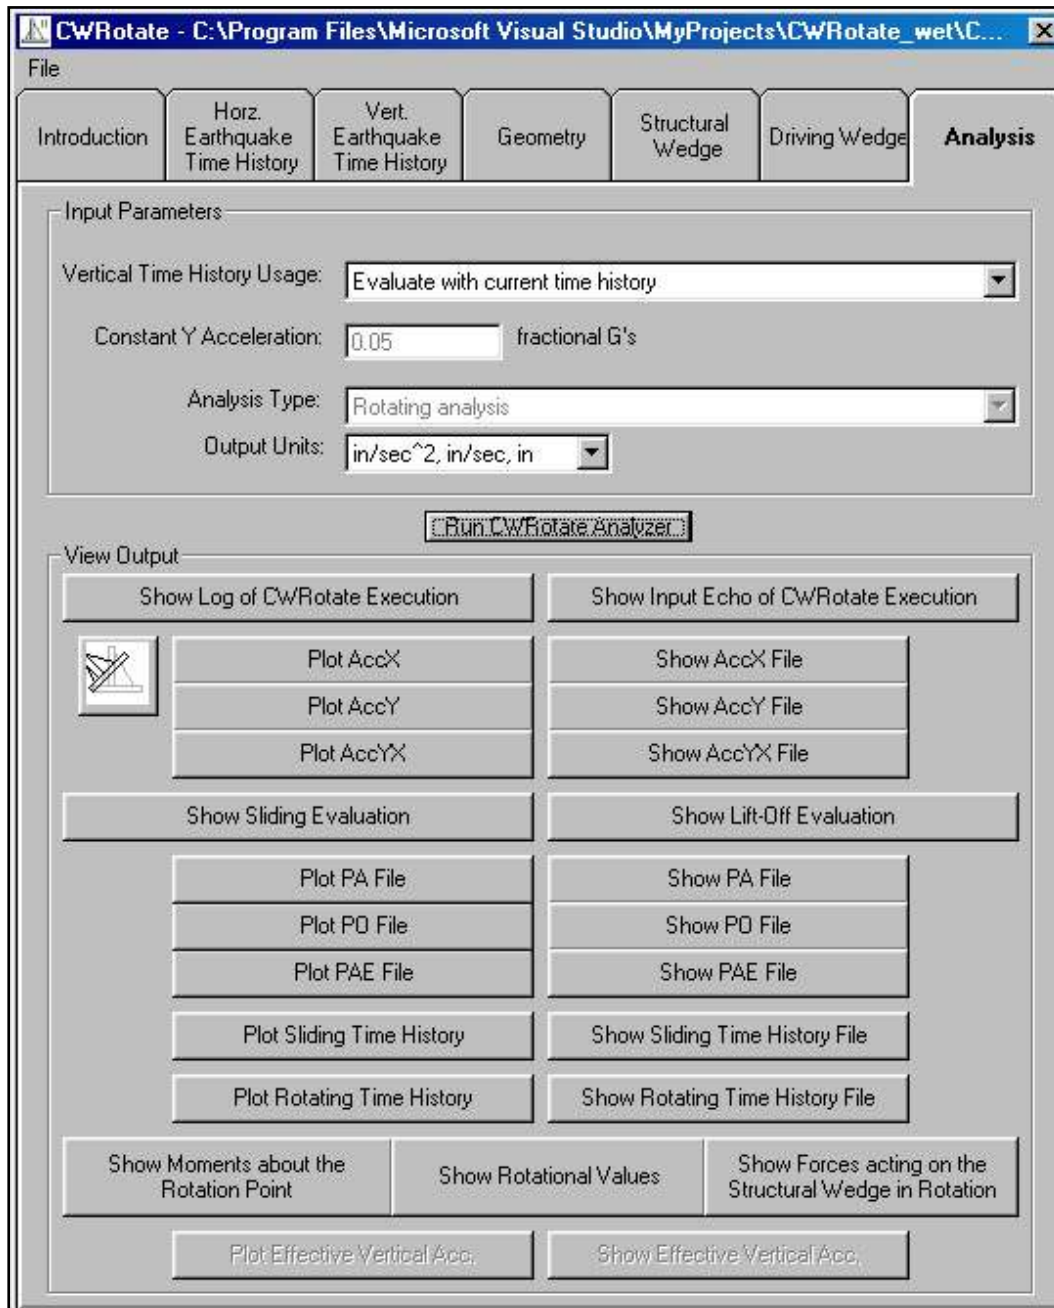 CWRotate - C:\Program Files\Microsoft Visual Studio\MyProjects\CWRotate_wet\C...
File
Introduction
Horz.
Earthquake
Time History
Vert.
Earthquake
Time History
Geometry
Structural
Wedge
Driving Wedge
Analysis
Input Parameters
Vertical Time History Usage: Evaluate with current time history
Constant Y Acceleration: 0.05 fractional G's
Analysis Type: Rotating analysis
Output Units: in/sec^2, in/sec, in
Run CWRotate Analyzer
View Output
Show Log of CWRotate Execution Show Input Echo of CWRotate Execution
Plot AccX Show AccX File
Plot AccY Show AccY File
Plot AccYX Show AccYX File
Show Sliding Evaluation Show Lift-Off Evaluation
Plot PA File Show PA File
Plot PO File Show PO File
Plot PAE File Show PAE File
Plot Sliding Time History Show Sliding Time History File
Plot Rotating Time History Show Rotating Time History File
Show Moments about the
Rotation Point
Show Rotational Values
Show Forces acting on the
Structural Wedge in Rotation
Plot Effective Vertical Acc. Show Effective Vertical Acc.